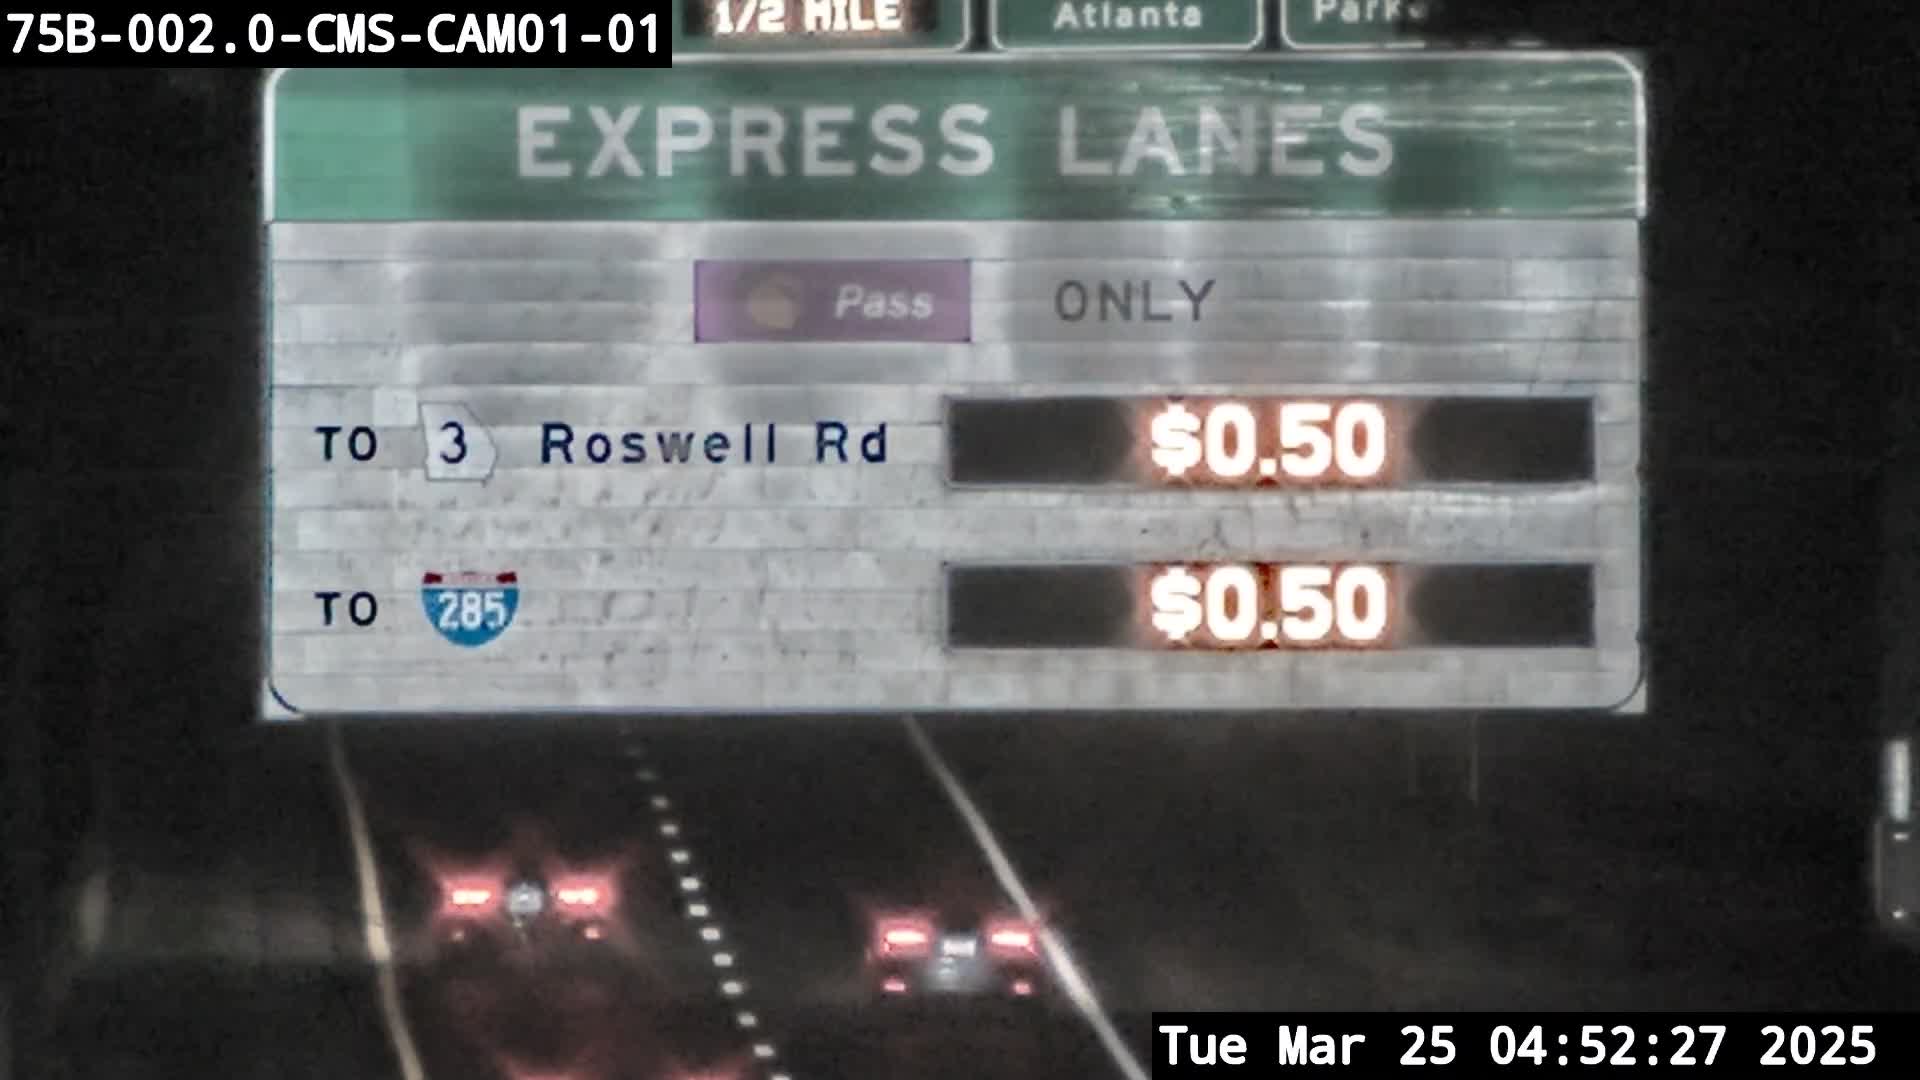 75B-002.0-CMS-CAM01-01
1/2 MILE
Atlanta
EXPRESS LANES
Pass ONLY
TO 3 Roswell Rd $0.50
TO 285 $0.50
Tue Mar 25 04:52:27 2025